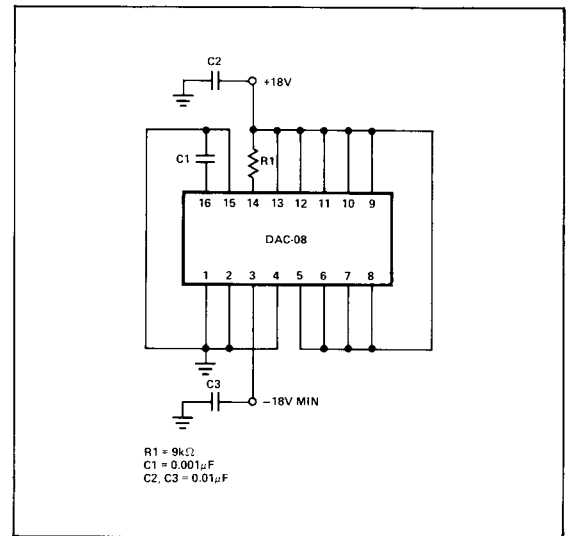 C2
+18V
C1
R1
16 15 14 13 12 11 10 9
DAC-08
1 2 3 4 5 6 7 8
C3
−18V MIN
R1 = 9kΩ
C1 = 0.001μF
C2, C3 = 0.01μF